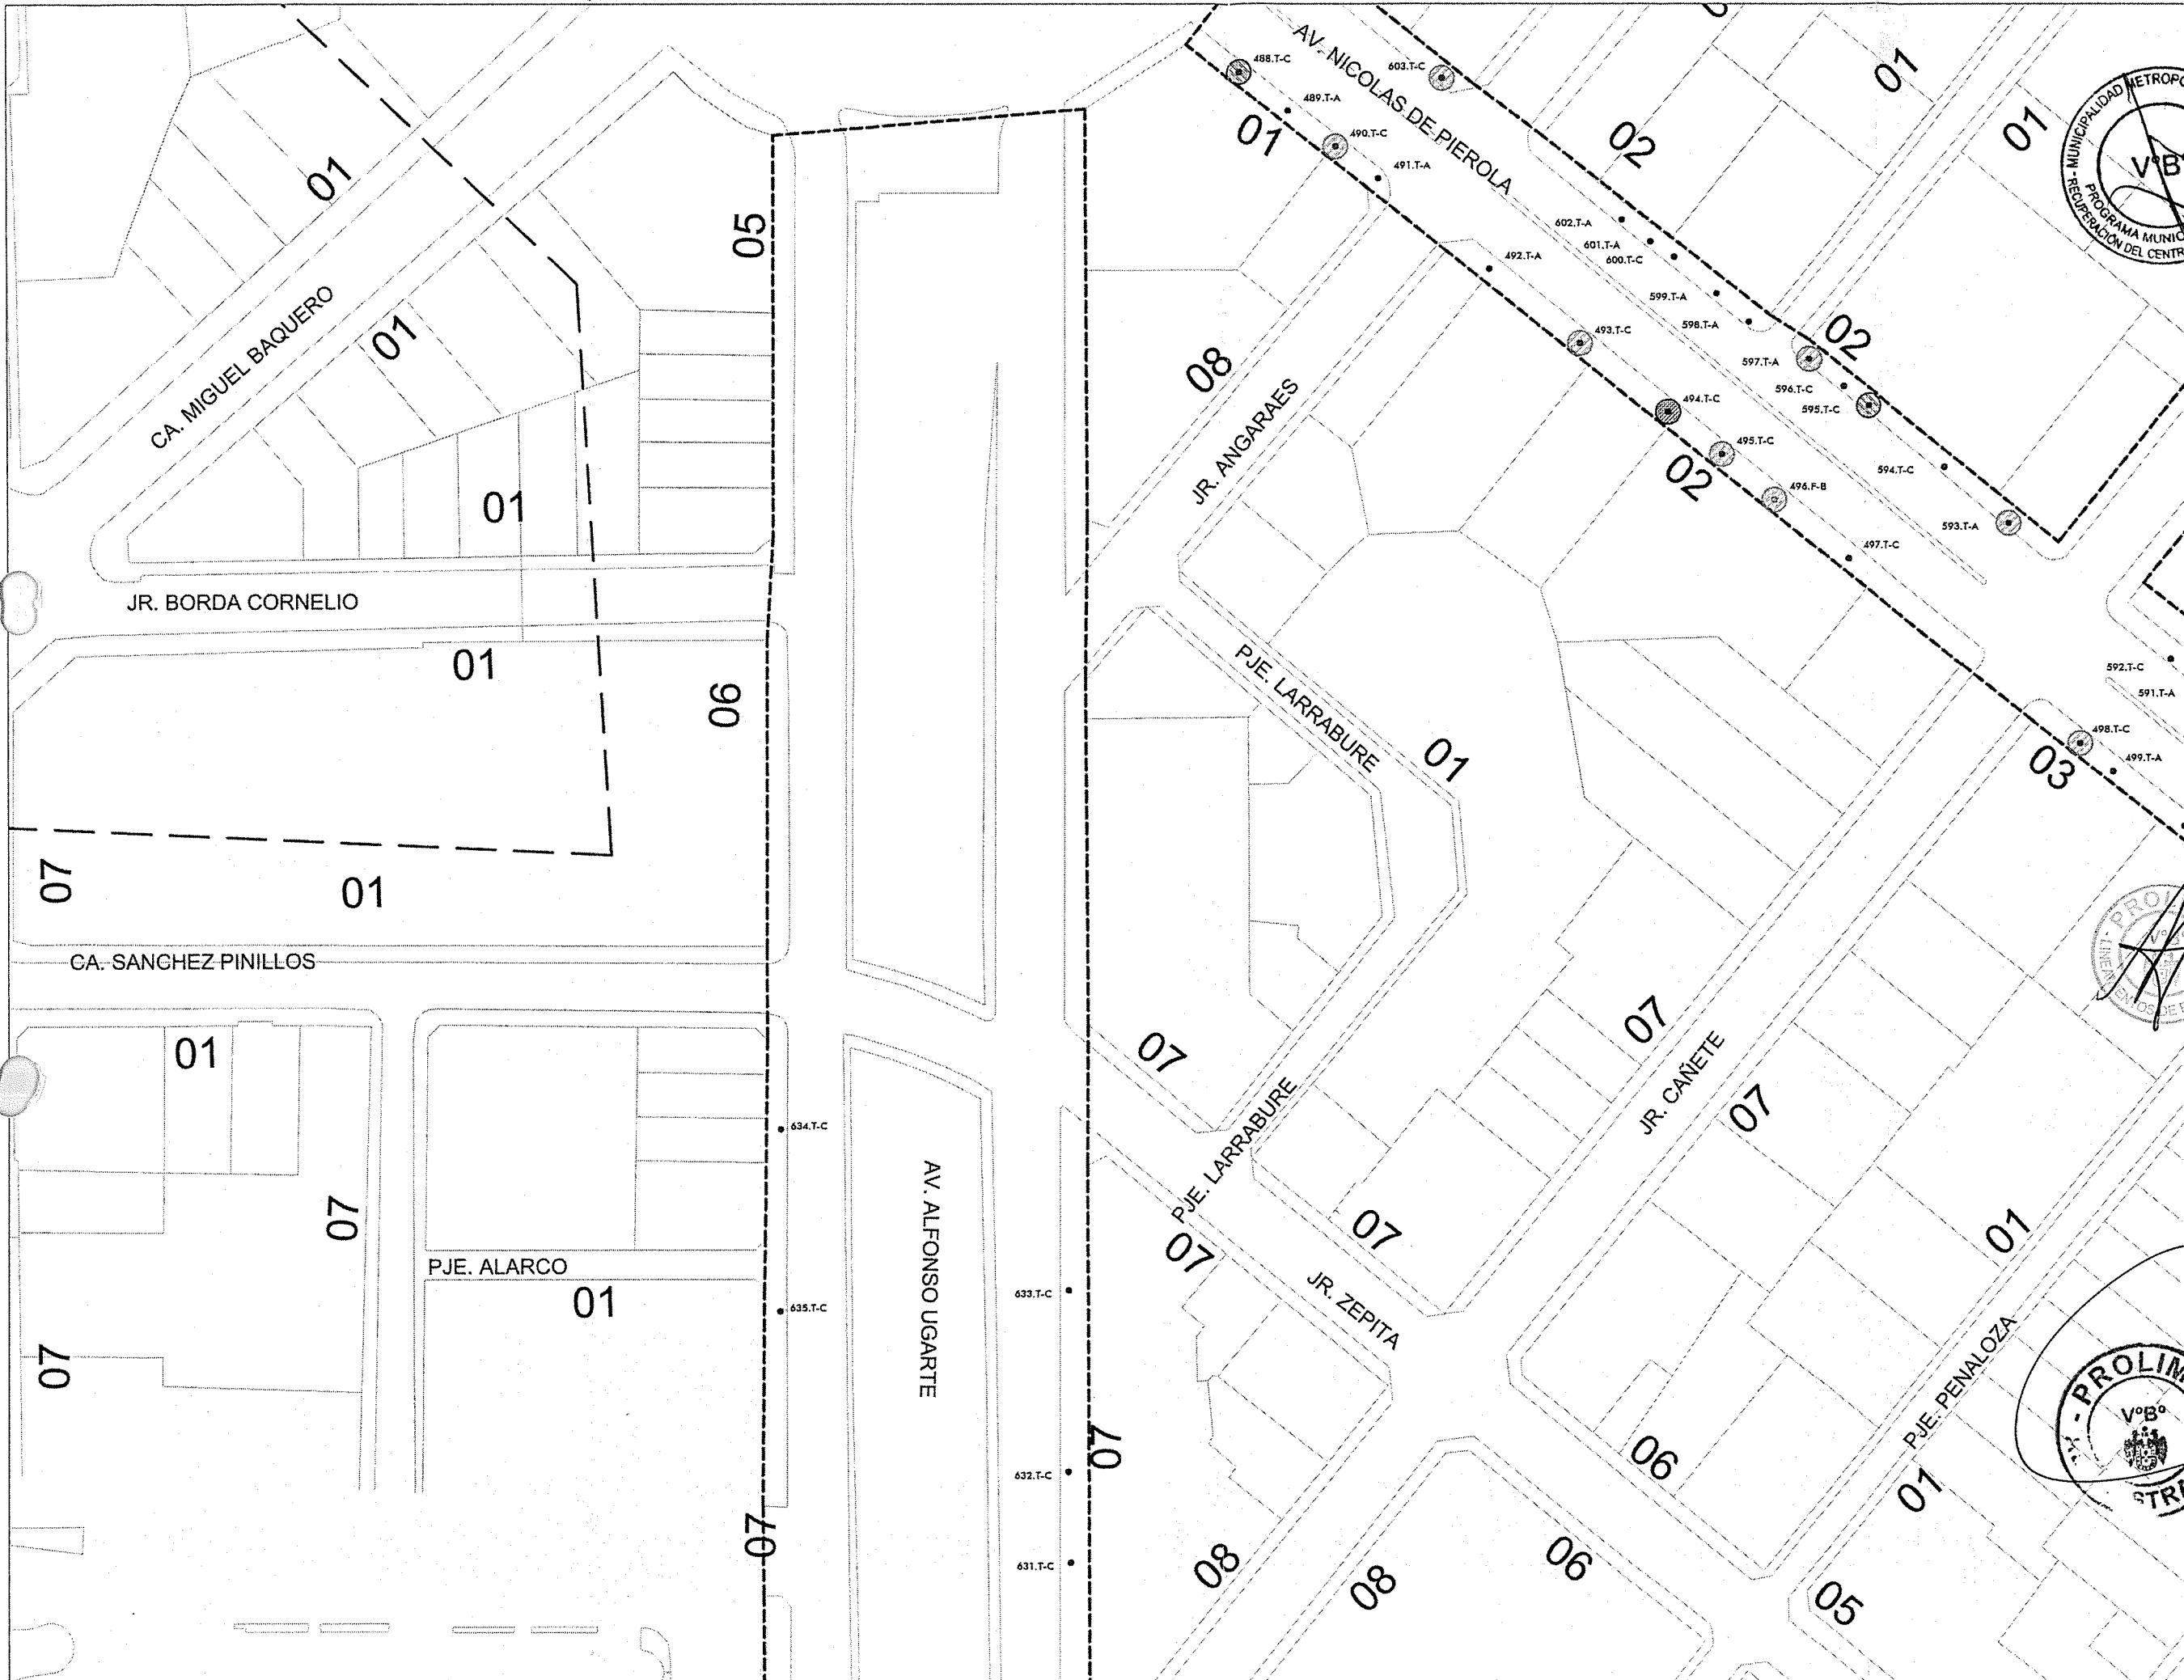 AV. NICOLAS DE PIEROLA
488.T-C
603.T-C
489.T-A
01
490.T-C
491.T-A
02
01
01
MUNICIPALIDAD METROPO
V°B°
PROGRAMA MUNIC
RECUPERACIÓN DEL CENTR
01
05
602.T-A
601.T-A
600.T-C
492.T-A
599.T-A
598.T-A
02
597.T-A
596.T-C
595.T-C
493.T-C
494.T-C
495.T-C
02
496.F-B
594.T-C
593.T-A
497.T-C
CA. MIGUEL BAQUERO
01
08
JR. ANGARAES
01
JR. BORDA CORNELIO
01
06
PJE. LARRABURE
01
592.T-C
591.T-A
498.T-C
499.T-A
03
07
01
CA. SANCHEZ PINILLOS
01
07
07
JR. CAÑETE
07
634.T-C
PJE. LARRABURE
07
AV. ALFONSO UGARTE
07
07
01
PJE. ALARCO
01
635.T-C
633.T-C
JR. ZEPITA
07
PJE. PENALOZA
PROLIM
V°B°
STR
07
632.T-C
06
01
07
631.T-C
08
08
06
05